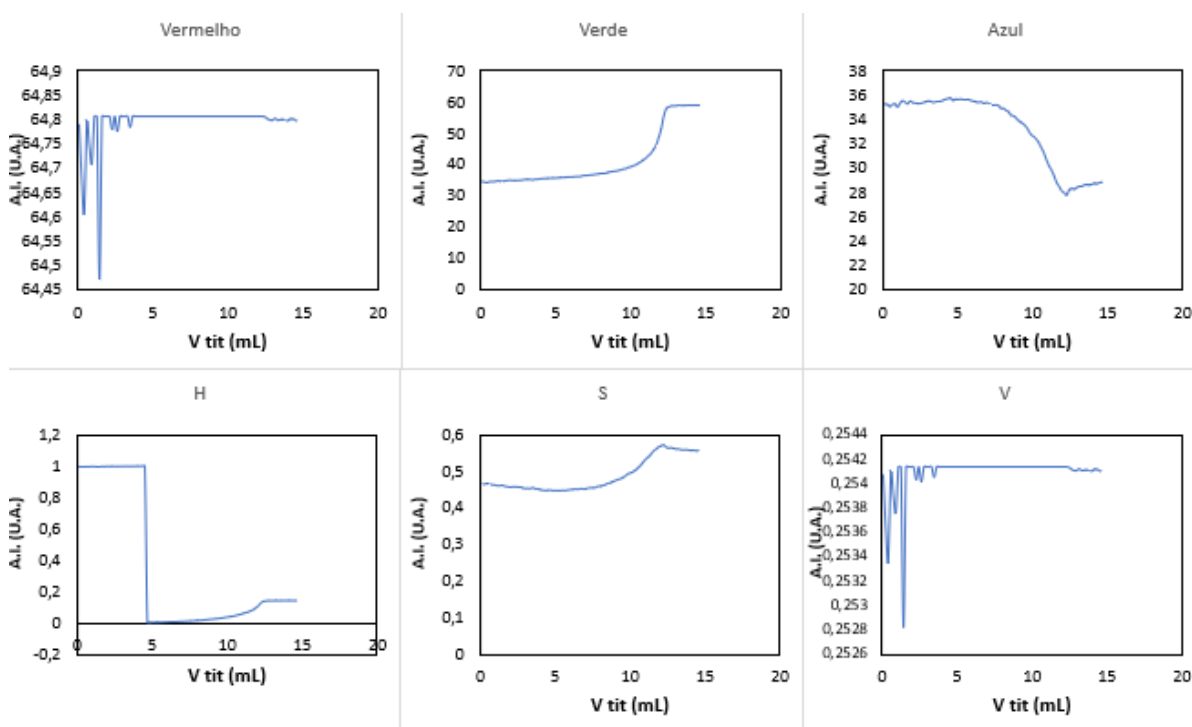 Vermelho
64,9
64,85
64,8
64,75
64,7
64,65
64,6
64,55
64,5
64,45
A.I. (U.A.)
0 5 10 15 20
V tit (mL)
Verde
70
60
50
40
30
20
10
0
A.I. (U.A.)
0 5 10 15 20
V tit (mL)
Azul
38
36
34
32
30
28
26
24
22
20
A.I. (U.A.)
0 5 10 15 20
V tit (mL)
H
1,2
1
0,8
0,6
0,4
0,2
0
-0,2
A.I. (U.A.)
0 5 10 15 20
V tit (mL)
S
0,6
0,5
0,4
0,3
0,2
0,1
0
A.I. (U.A.)
0 5 10 15 20
V tit (mL)
V
0,2544
0,2542
0,254
0,2538
0,2536
0,2534
0,2532
0,253
0,2528
0,2526
A.I. (U.A.)
0 5 10 15 20
V tit (mL)